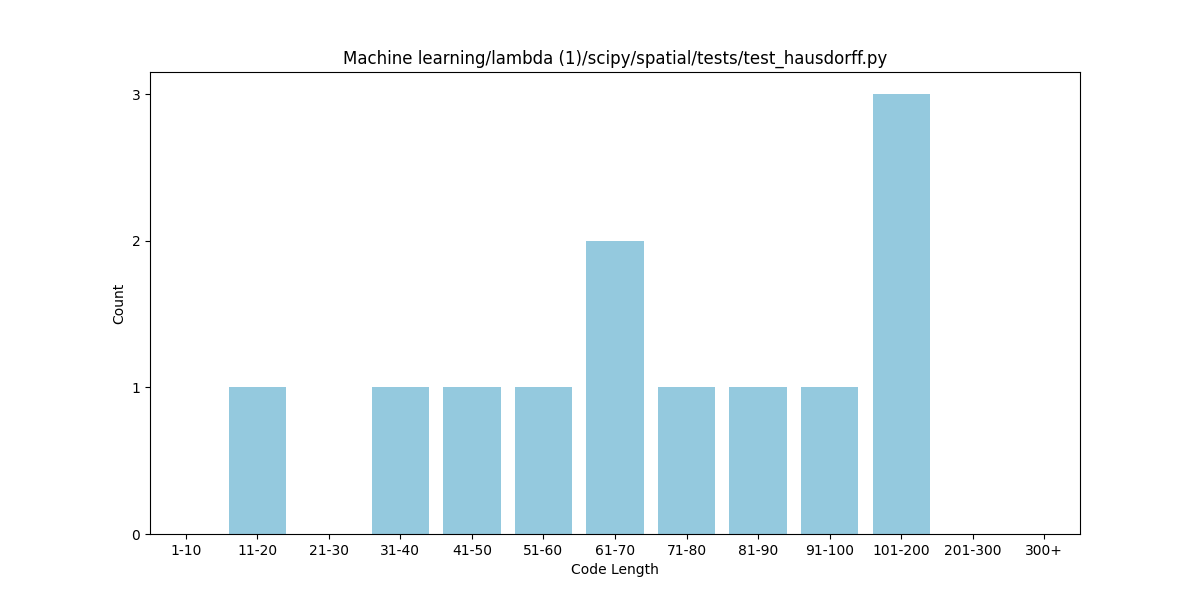 Machine learning/lambda (1)/scipy/spatial/tests/test_hausdorff.py
3
2
1
0
Count
1-10 11-20 21-30 31-40 41-50 51-60 61-70 71-80 81-90 91-100 101-200 201-300 300+
Code Length